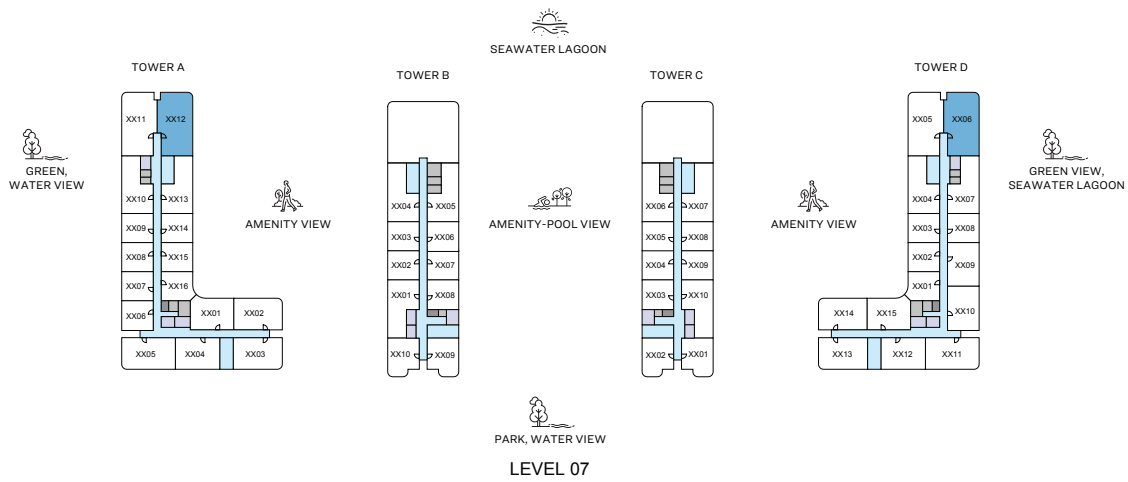 SEAWATER LAGOON
TOWER A
TOWER B
TOWER C
TOWER D
XX11 XX12
XX10 XX13
XX09 XX14
XX08 XX15
XX07 XX16
XX06
XX01 XX02
XX05 XX04 XX03
XX04 XX05
XX03 XX06
XX02 XX07
XX01 XX08
XX10 XX09
XX06 XX07
XX05 XX08
XX04 XX09
XX03 XX10
XX02 XX01
XX05 XX06
XX04 XX07
XX03 XX08
XX02 XX09
XX01
XX10
XX14 XX15
XX13 XX12 XX11
GREEN,
WATER VIEW
AMENITY VIEW
AMENITY-POOL VIEW
AMENITY VIEW
GREEN VIEW,
SEAWATER LAGOON
PARK, WATER VIEW
LEVEL 07